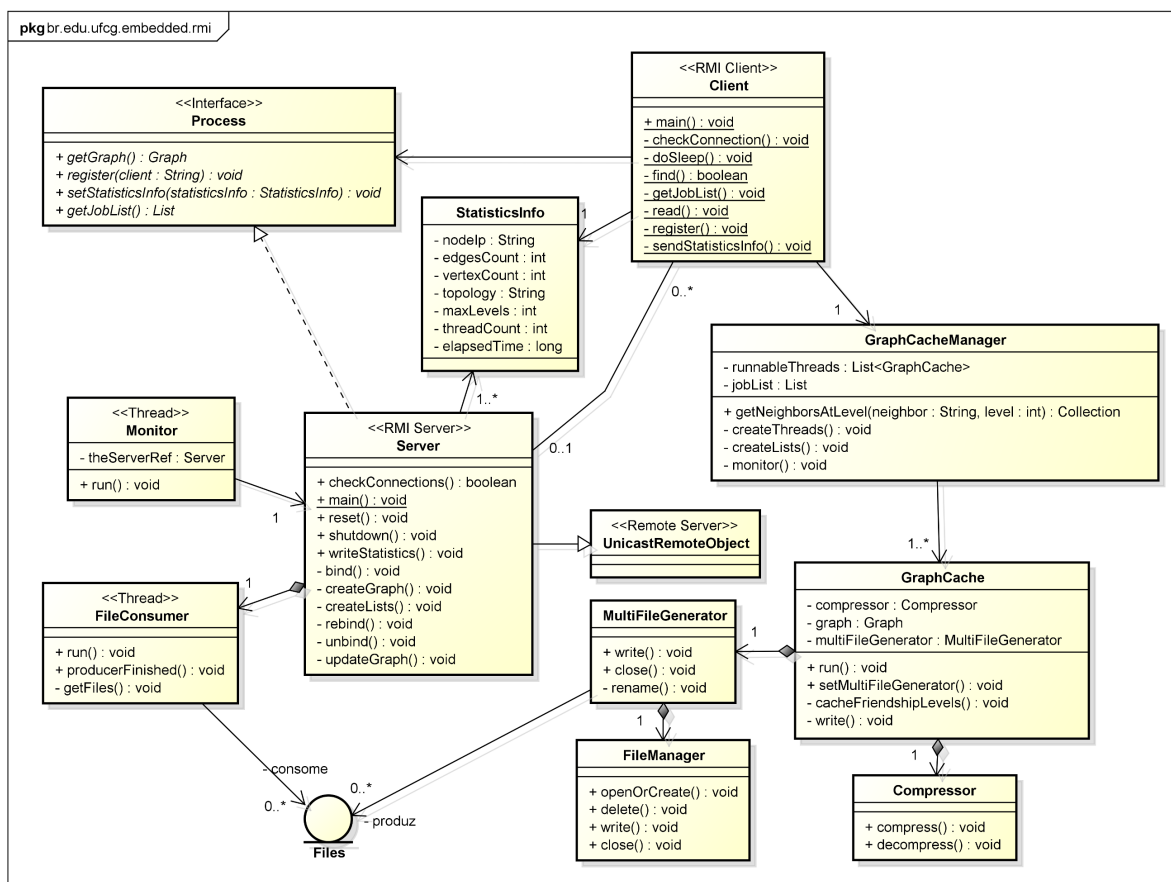 pkg br.edu.ufcg.embedded.rmi
<<Interface>>
Process
+ getGraph() : Graph
+ register(client : String) : void
+ setStatisticsInfo(statisticsInfo : StatisticsInfo) : void
+ getJobList() : List
<<RMI Client>>
Client
+ main() : void
- checkConnection() : void
- doSleep() : void
- find() : boolean
- getJobList() : void
- read() : void
- register() : void
- sendStatisticsInfo() : void
StatisticsInfo
- nodeIp : String
- edgesCount : int
- vertexCount : int
- topology : String
- maxLevels : int
- threadCount : int
- elapsedTime : long
1
0..*
1
GraphCacheManager
- runnableThreads : List<GraphCache>
- jobList : List
+ getNeighborsAtLevel(neighbor : String, level : int) : Collection
- createThreads() : void
- createLists() : void
- monitor() : void
1..*
<<Thread>>
Monitor
- theServerRef : Server
+ run() : void
1
<<RMI Server>>
Server
+ checkConnections() : boolean
+ main() : void
+ reset() : void
+ shutdown() : void
+ writeStatistics() : void
- bind() : void
- createGraph() : void
- createLists() : void
- rebind() : void
- unbind() : void
- updateGraph() : void
0..1
<<Remote Server>>
UnicastRemoteObject
1..*
GraphCache
- compressor : Compressor
- graph : Graph
- multiFileGenerator : MultiFileGenerator
+ run() : void
+ setMultiFileGenerator() : void
- cacheFriendshipLevels() : void
- write() : void
1
<<Thread>>
FileConsumer
+ run() : void
+ producerFinished() : void
- getFiles() : void
MultiFileGenerator
+ write() : void
+ close() : void
- rename() : void
1
1
FileManager
+ openOrCreate() : void
+ delete() : void
+ write() : void
+ close() : void
1
Compressor
+ compress() : void
+ decompress() : void
- consome
0..*
0..*
- produz
Files